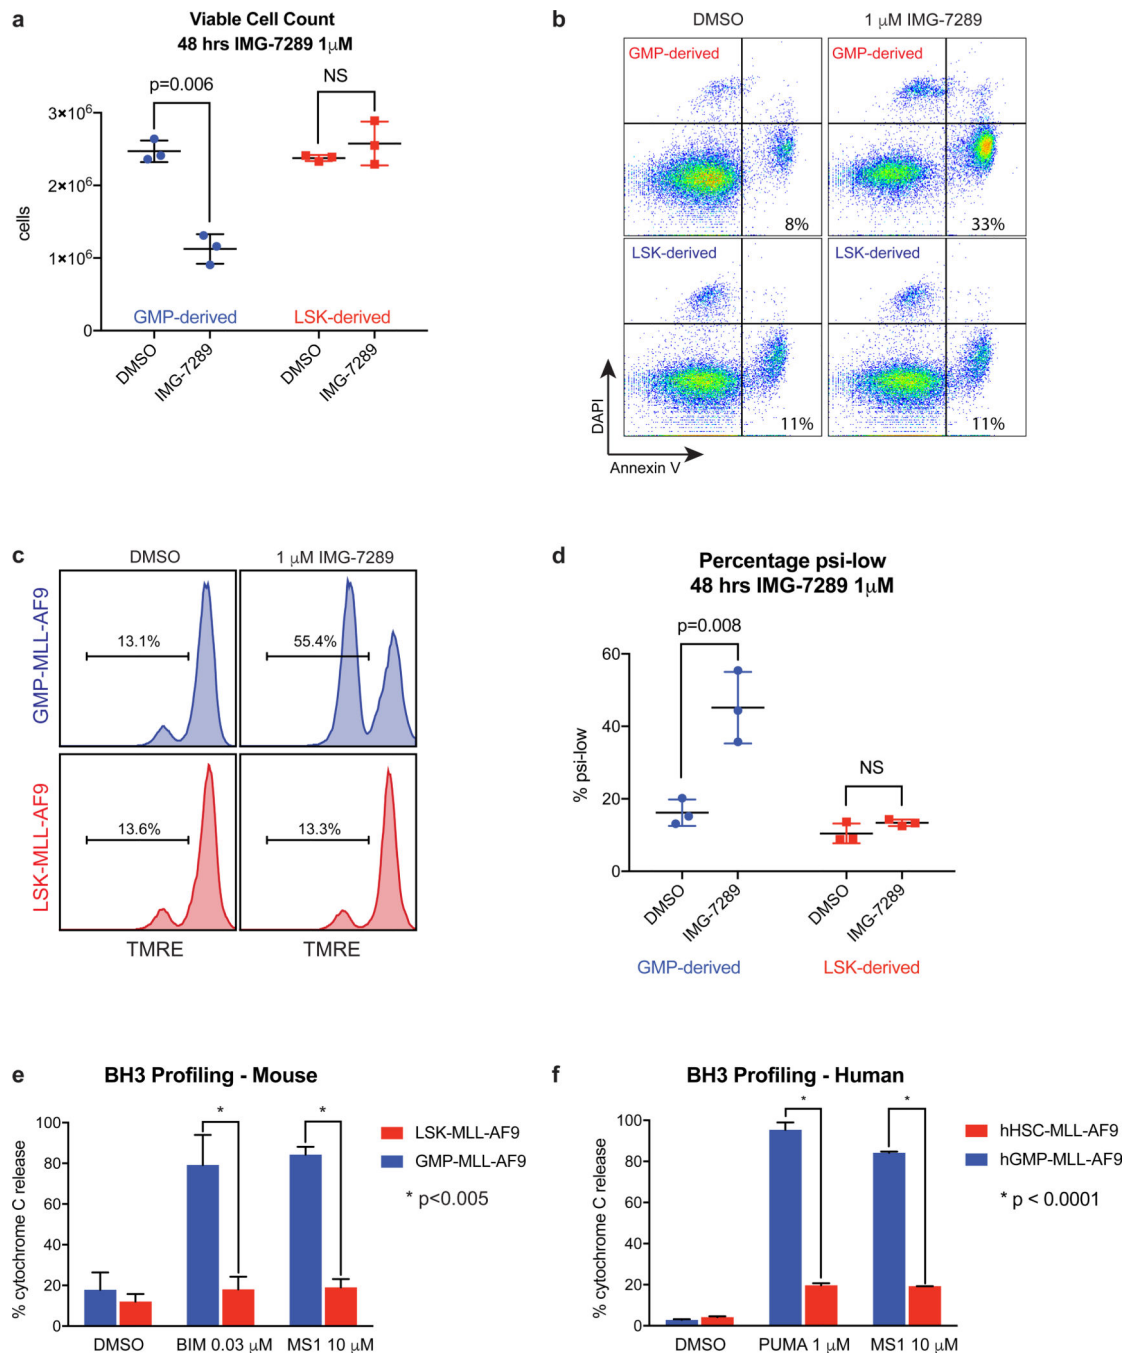 a
Viable Cell Count
48 hrs IMG-7289 1μM
p=0.006
NS
3×10⁶
2×10⁶
1×10⁶
0
cells
GMP-derived
LSK-derived
DMSO
IMG-7289
DMSO
IMG-7289
b
DMSO
1 μM IMG-7289
GMP-derived
8%
GMP-derived
33%
LSK-derived
11%
LSK-derived
11%
DAPI
Annexin V
c
DMSO
1 μM IMG-7289
GMP-MLL-AF9
13.1%
55.4%
LSK-MLL-AF9
13.6%
13.3%
TMRE
TMRE
d
Percentage psi-low
48 hrs IMG-7289 1μM
p=0.008
NS
60
40
20
0
% psi-low
DMSO
IMG-7289
DMSO
IMG-7289
GMP-derived
LSK-derived
e
BH3 Profiling - Mouse
% cytochrome C release
100
80
60
40
20
0
*
*
LSK-MLL-AF9
GMP-MLL-AF9
* p<0.005
DMSO
BIM 0.03 μM
MS1 10 μM
f
BH3 Profiling - Human
% cytochrome C release
100
80
60
40
20
0
*
*
hHSC-MLL-AF9
hGMP-MLL-AF9
* p < 0.0001
DMSO
PUMA 1 μM
MS1 10 μM